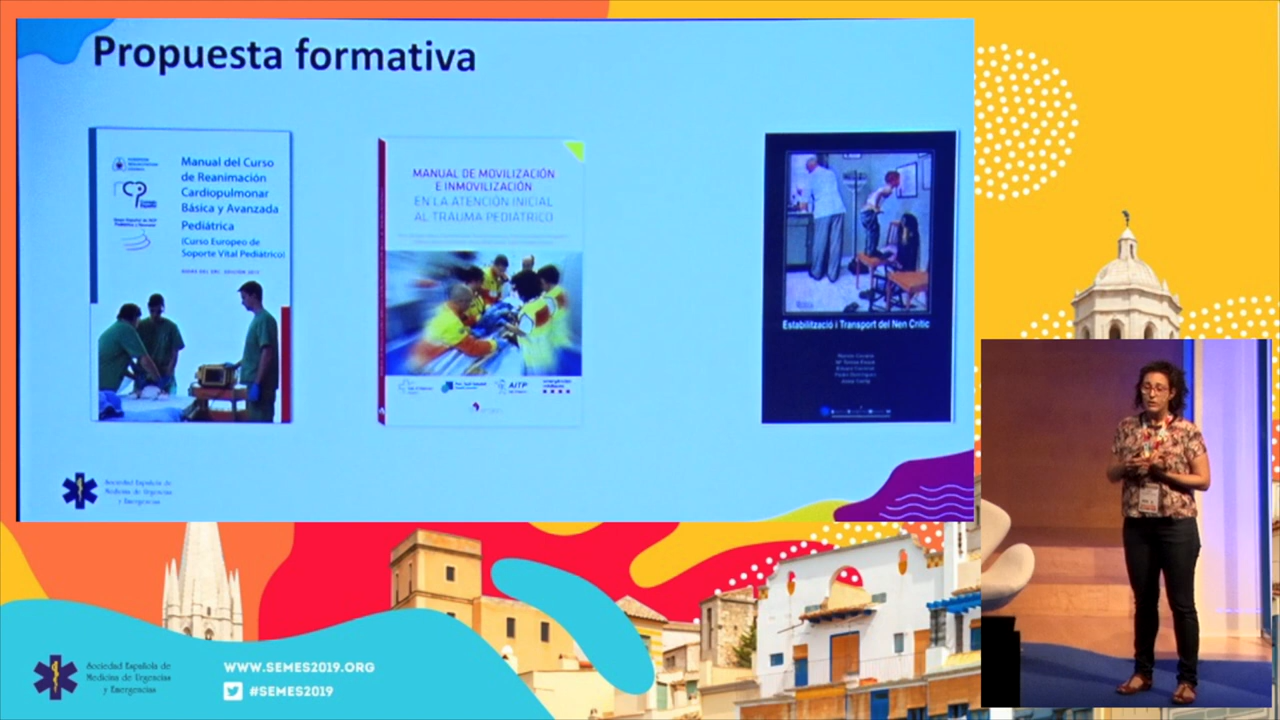 Propuesta formativa
Manual del Curso
de Reanimación
Cardiopulmonar
Básica y Avanzada
Pediátrica
(Curso Europeo de
Soporte Vital Pediátrico)
MANUAL DE MOVILIZACIÓN
E INMOVILIZACIÓN
EN LA ATENCIÓN INICIAL
AL TRAUMA PEDIÁTRICO
AITP
Estabilització i Transport del Nen Crític
Sociedad Española de
Medicina de Urgencias
y Emergencias
Sociedad Española de
Medicina de Urgencias
y Emergencias
WWW.SEMES2019.ORG
#SEMES2019